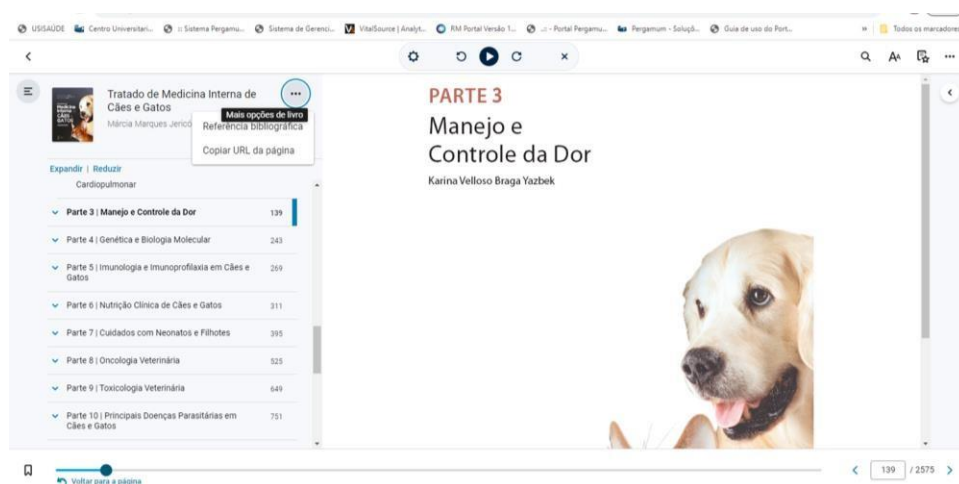 USISAÚDE Centro Universitari... :: Sistema Pergamu... Sistema de Gerenci... VitalSource | Analyt... RM Portal Versão 1... .:: - Portal Pergamu... Pergamum - Soluçõ... Guia de uso do Port... » Todos os marcadores
Tratado de Medicina Interna de
Cães e Gatos
Márcia Marques Jericó
Mais opções de livro
Referência bibliográfica
Copiar URL da página
Expandir | Reduzir
Cardiopulmonar
Parte 3 | Manejo e Controle da Dor 139
Parte 4 | Genética e Biologia Molecular 243
Parte 5 | Imunologia e Imunoprofilaxia em Cães e
Gatos 269
Parte 6 | Nutrição Clínica de Cães e Gatos 311
Parte 7 | Cuidados com Neonatos e Filhotes 395
Parte 8 | Oncologia Veterinária 525
Parte 9 | Toxicologia Veterinária 649
Parte 10 | Principais Doenças Parasitárias em
Cães e Gatos 751
PARTE 3
Manejo e
Controle da Dor
Karina Velloso Braga Yazbek
Voltar para a página
139 / 2575